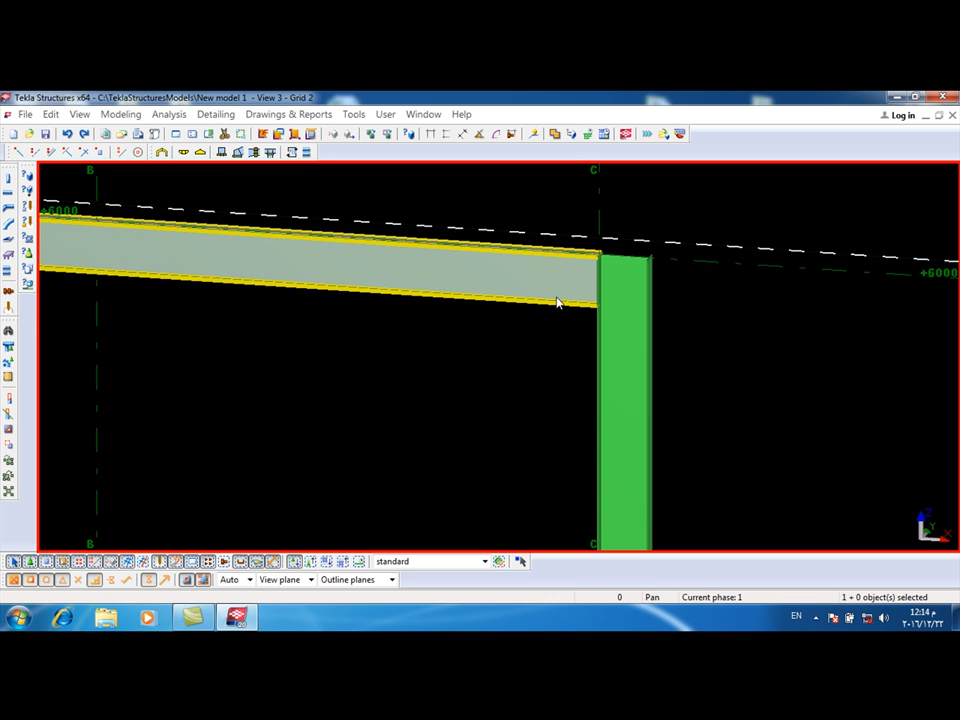 Tekla Structures x64 - C:\TeklaStructuresModels\New model 1 - View 3 - Grid 2
File Edit View Modeling Analysis Detailing Drawings & Reports Tools User Window Help Log in
B C
+6000
+6000
B C
standard
Auto View plane Outline planes
0 Pan Current phase: 1 1 + 0 object(s) selected
EN
12:14 م
٢٠١٦/١٢/٢٢